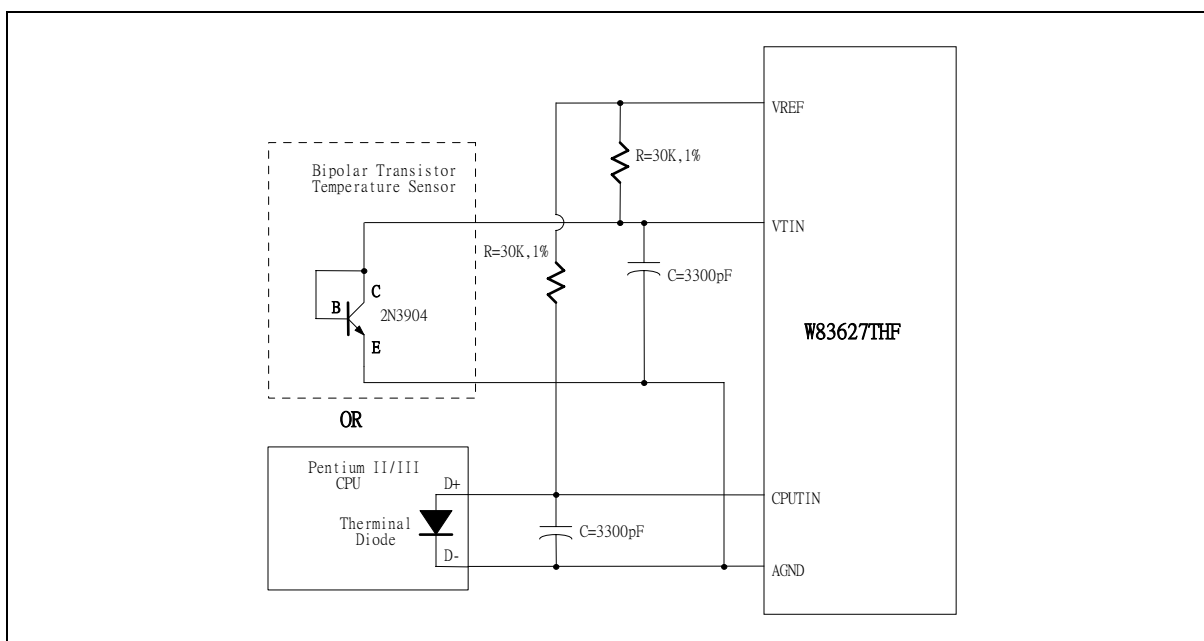 VREF
R=30K,1%
Bipolar Transistor
Temperature Sensor
VTIN
R=30K,1%
C=3300pF
C
B
2N3904
E
W83627THF
OR
Pentium II/III
CPU
D+
CPUTIN
Therminal
Diode
C=3300pF
D-
AGND